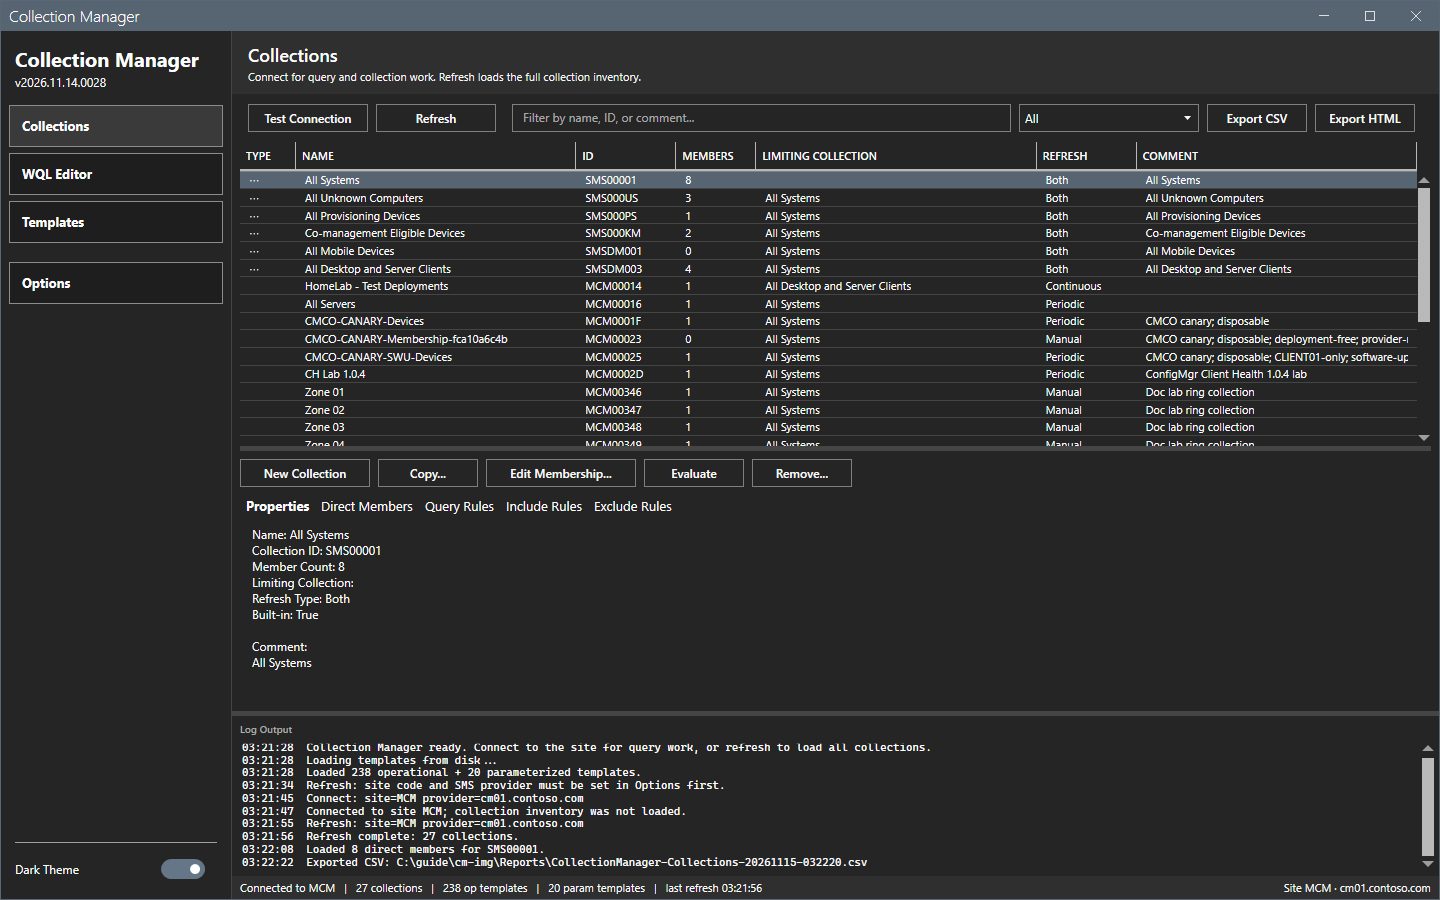 Collection Manager
Collection Manager
v2026.11.14.0028
Collections
WQL Editor
Templates
Options
Dark Theme
Collections
Connect for query and collection work. Refresh loads the full collection inventory.
Test Connection Refresh Filter by name, ID, or comment... All Export CSV Export HTML
TYPE NAME ID MEMBERS LIMITING COLLECTION REFRESH COMMENT
... All Systems SMS00001 8 Both All Systems
... All Unknown Computers SMS000US 3 All Systems Both All Unknown Computers
... All Provisioning Devices SMS000PS 1 All Systems Both All Provisioning Devices
... Co-management Eligible Devices SMS000KM 2 All Systems Both Co-management Eligible Devices
... All Mobile Devices SMSDM001 0 All Systems Both All Mobile Devices
... All Desktop and Server Clients SMSDM003 4 All Systems Both All Desktop and Server Clients
HomeLab - Test Deployments MCM00014 1 All Desktop and Server Clients Continuous
All Servers MCM00016 1 All Systems Periodic
CMCO-CANARY-Devices MCM0001F 1 All Systems Periodic CMCO canary; disposable
CMCO-CANARY-Membership-fca10a6c4b MCM00023 0 All Systems Manual CMCO canary; disposable; deployment-free; provider-r
CMCO-CANARY-SWU-Devices MCM00025 1 All Systems Periodic CMCO canary; disposable; CLIENT01-only; software-up
CH Lab 1.0.4 MCM0002D 1 All Systems Periodic ConfigMgr Client Health 1.0.4 lab
Zone 01 MCM00346 1 All Systems Manual Doc lab ring collection
Zone 02 MCM00347 1 All Systems Manual Doc lab ring collection
Zone 03 MCM00348 1 All Systems Manual Doc lab ring collection
Zone 04 MCM00349 1 All Systems Manual Doc lab ring collection
New Collection Copy... Edit Membership... Evaluate Remove...
Properties Direct Members Query Rules Include Rules Exclude Rules
Name: All Systems
Collection ID: SMS00001
Member Count: 8
Limiting Collection:
Refresh Type: Both
Built-in: True
Comment:
All Systems
Log Output
03:21:28 Collection Manager ready. Connect to the site for query work, or refresh to load all collections.
03:21:28 Loading templates from disk...
03:21:28 Loaded 238 operational + 20 parameterized templates.
03:21:34 Refresh: site code and SMS provider must be set in Options first.
03:21:45 Connect: site=MCM provider=cm01.contoso.com
03:21:47 Connected to site MCM; collection inventory was not loaded.
03:21:55 Refresh: site=MCM provider=cm01.contoso.com
03:21:56 Refresh complete: 27 collections.
03:22:08 Loaded 8 direct members for SMS00001.
03:22:22 Exported CSV: C:\guide\cm-img\Reports\CollectionManager-Collections-20261115-032220.csv
Connected to MCM | 27 collections | 238 op templates | 20 param templates | last refresh 03:21:56 Site MCM · cm01.contoso.com